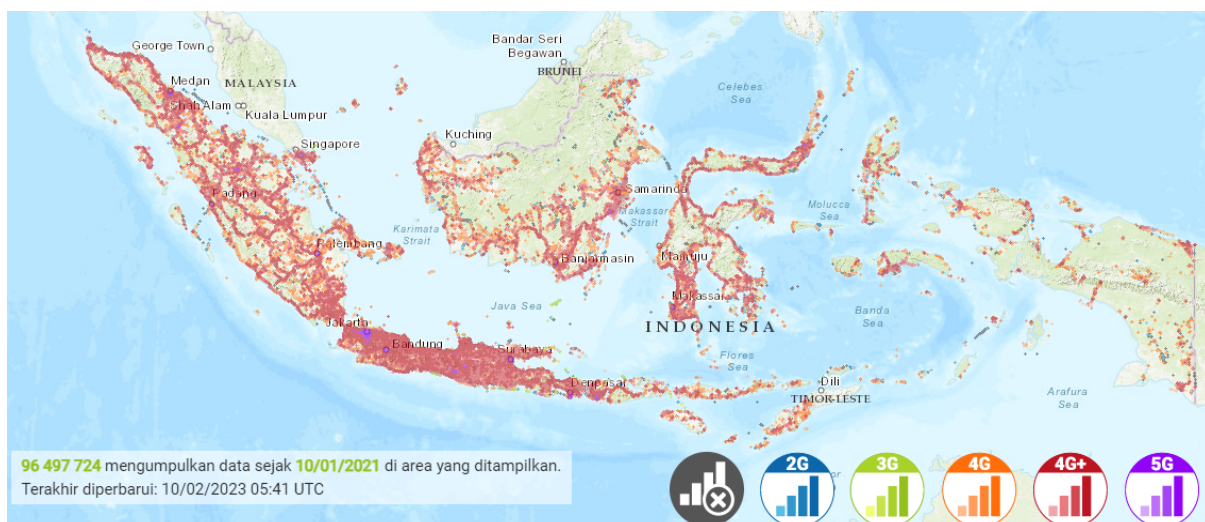 George Town
Bandar Seri
Begawan
BRUNEI
Medan
MALAYSIA
Celebes
Sea
Shah Alam
Kuala Lumpur
Kuching
Singapore
Samarinda
Padang
Makassar
Strait
Molucca
Sea
Karimata
Strait
Palembang
Banjarmasin
Mamuju
Makassar
Java Sea
INDONESIA
Banda
Sea
Jakarta
Bandung
Surabaya
Flores
Sea
Denpasar
Dili
TIMOR-LESTE
Arafura
Sea
96 497 724 mengumpulkan data sejak 10/01/2021 di area yang ditampilkan.
Terakhir diperbarui: 10/02/2023 05:41 UTC
2G
3G
4G
4G+
5G